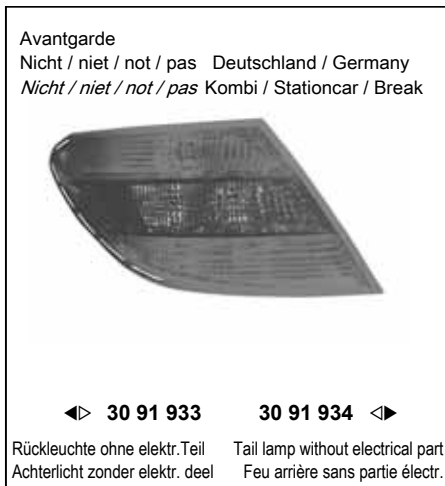 Avantgarde
Nicht / niet / not / pas Deutschland / Germany
Nicht / niet / not / pas Kombi / Stationcar / Break
◀▷ 30 91 933 30 91 934 ◁▶
Rückleuchte ohne elektr.Teil Tail lamp without electrical part
Achterlicht zonder elektr. deel Feu arrière sans partie électr.